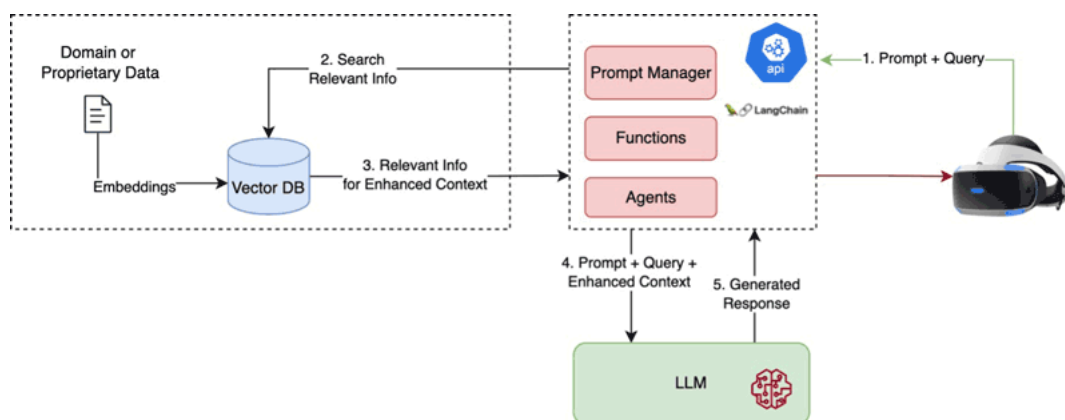 Domain or
Proprietary Data
Embeddings
Vector DB
2. Search
Relevant Info
3. Relevant Info
for Enhanced Context
Prompt Manager
Functions
Agents
api
LangChain
1. Prompt + Query
4. Prompt + Query +
Enhanced Context
5. Generated
Response
LLM